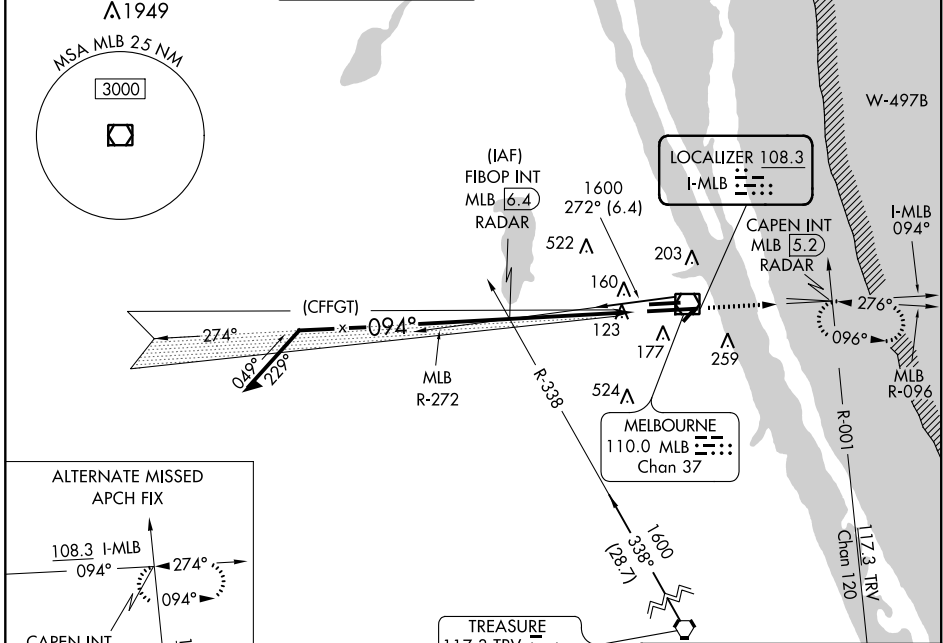 1949
MSA MLB 25 NM
3000
W-497B
(IAF)
FIBOP INT
MLB 6.4
RADAR
1600
272° (6.4)
LOCALIZER 108.3
I-MLB
CAPEN INT
MLB 5.2
RADAR
I-MLB
094°
522
203
160
123
177
259
524
276°
096°
MLB
R-096
(CFFGT)
274°
x
094°
049°
229°
MLB
R-272
R-338
MELBOURNE
110.0 MLB
Chan 37
R-001
117.3 TRV
Chan 120
1600
338°
(28.7)
ALTERNATE MISSED
APCH FIX
108.3 I-MLB
094°
274°
094°
CAPEN INT
TREASURE
117.3 TRV